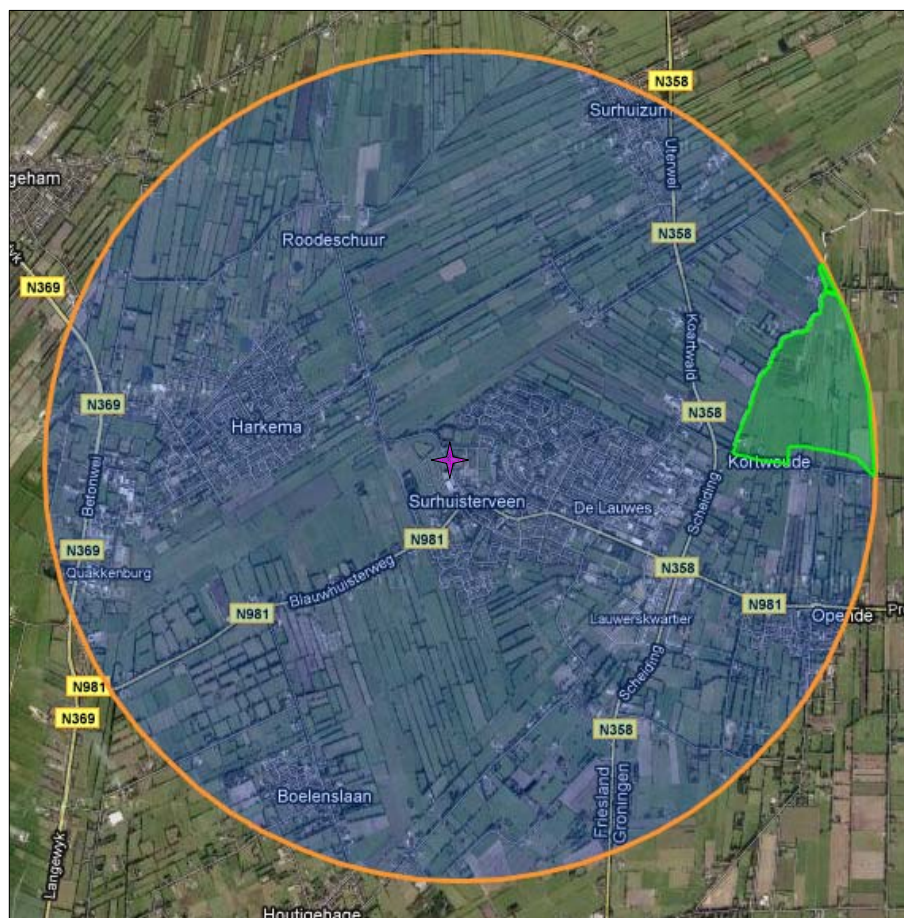 N358
Surhuizum
Uterwei
geham
N358
Roodeschuur
N369
Koartwald
N369
N358
Harkema
Kortwoude
Betonwei
Surhuisterveen
De Lauwes
Scheiding
N981
N369
N358
Quakkenburg
Blauwhuisterweg
N981
N981
Lauwerskwartier
Opende
Scheiding
N981
N369
N358
Boelenslaan
Friesland
Groningen
Langewyk
Houtigehage